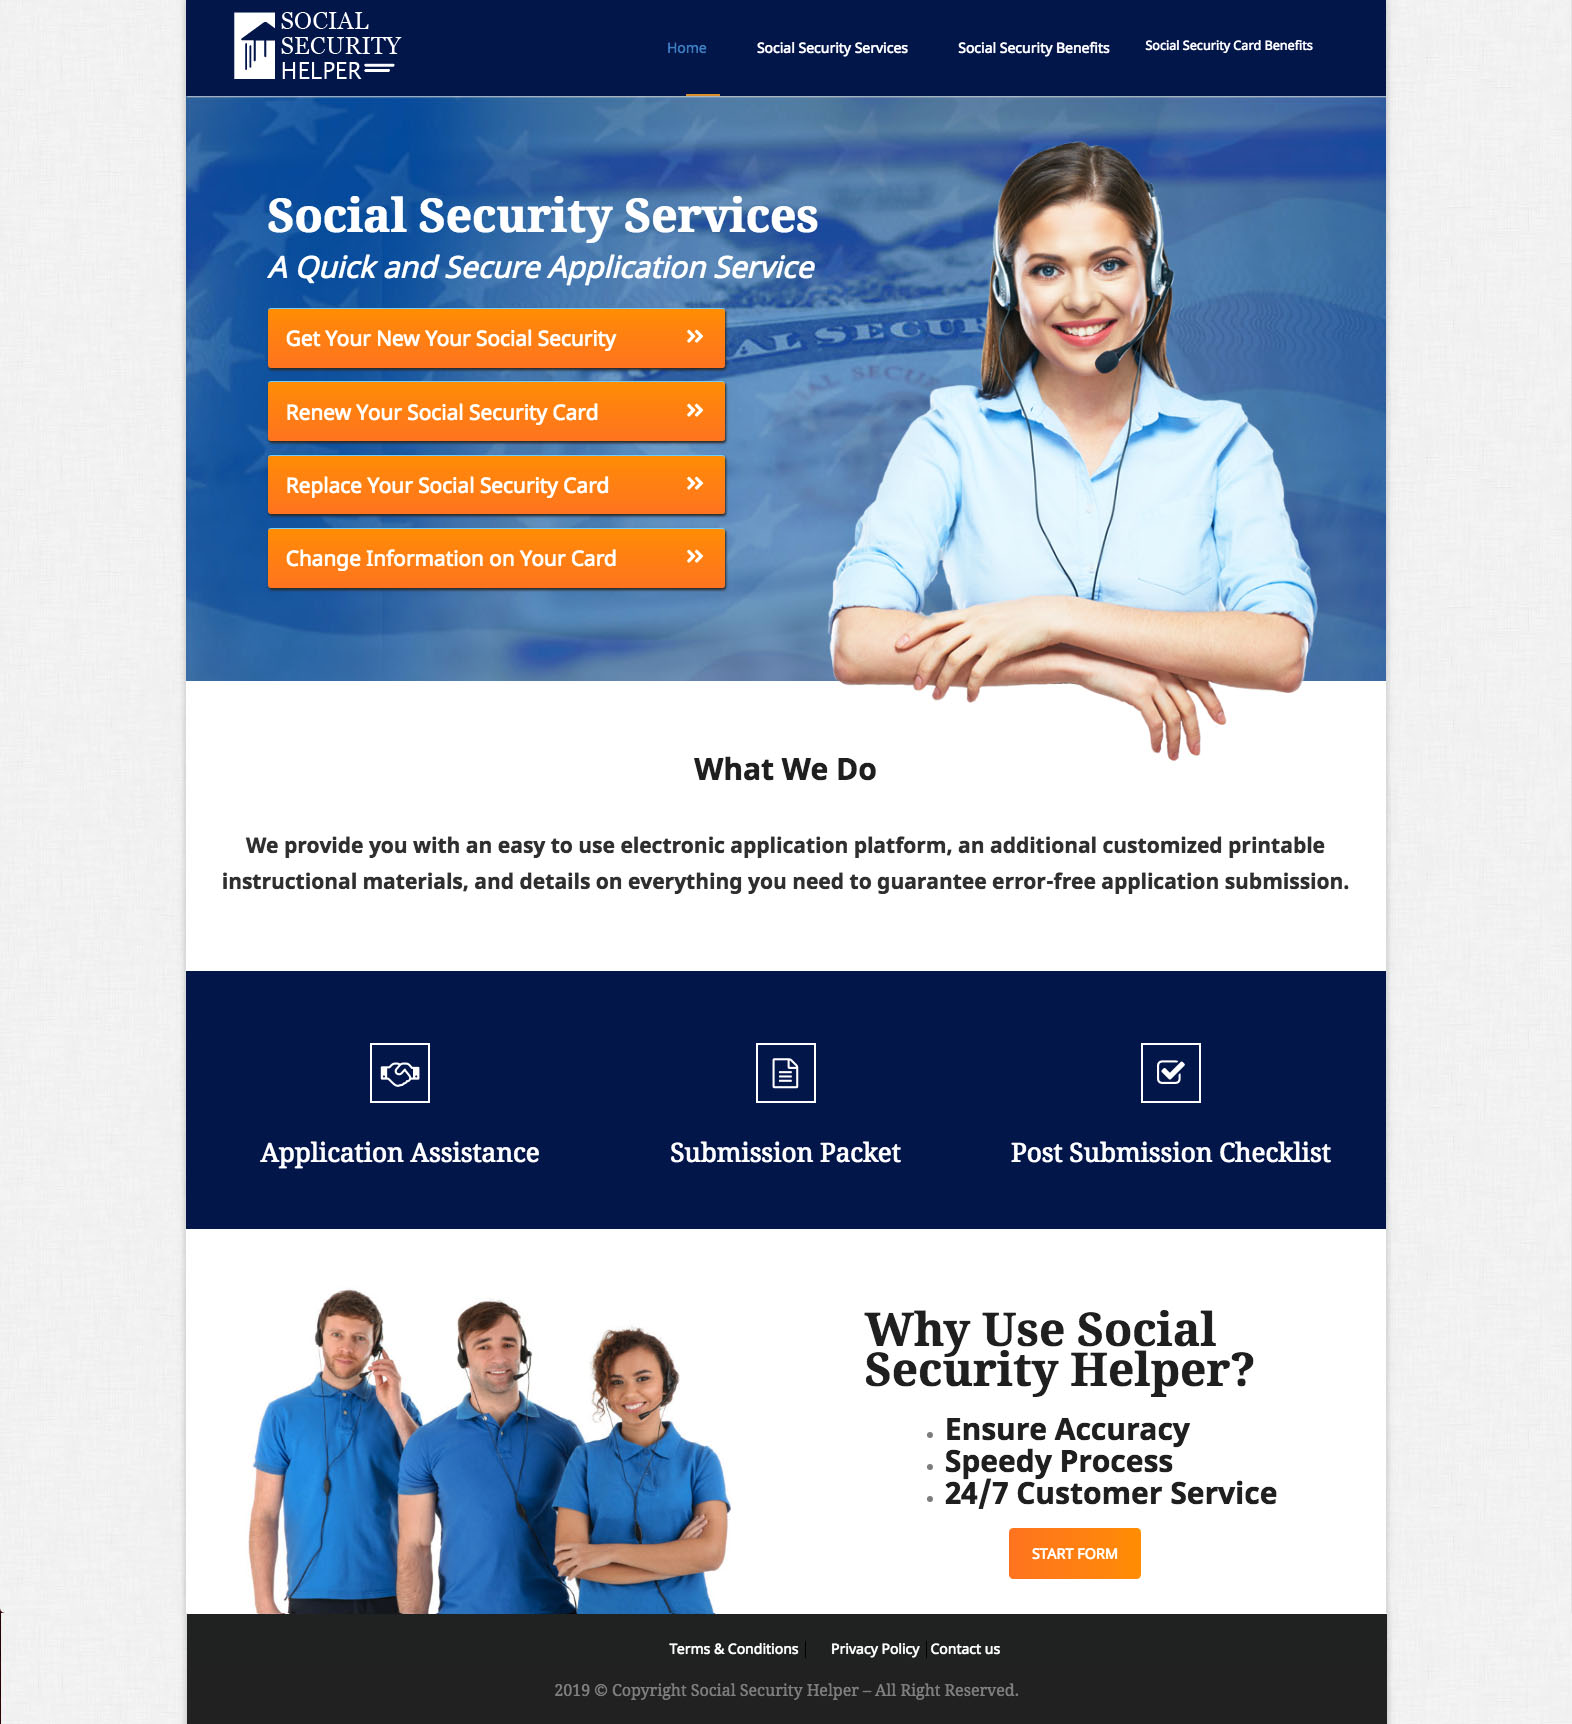 SOCIAL
SECURITY
HELPER
Home
Social Security Services
Social Security Benefits
Social Security Card Benefits
Social Security Services
A Quick and Secure Application Service
Get Your New Your Social Security
Renew Your Social Security Card
Replace Your Social Security Card
Change Information on Your Card
AL SECUR
IAL SECU
What We Do
We provide you with an easy to use electronic application platform, an additional customized printable
instructional materials, and details on everything you need to guarantee error-free application submission.
Application Assistance
Submission Packet
Post Submission Checklist
Why Use Social
Security Helper?
Ensure Accuracy
Speedy Process
24/7 Customer Service
START FORM
Terms & Conditions
Privacy Policy
Contact us
2019 © Copyright Social Security Helper – All Right Reserved.